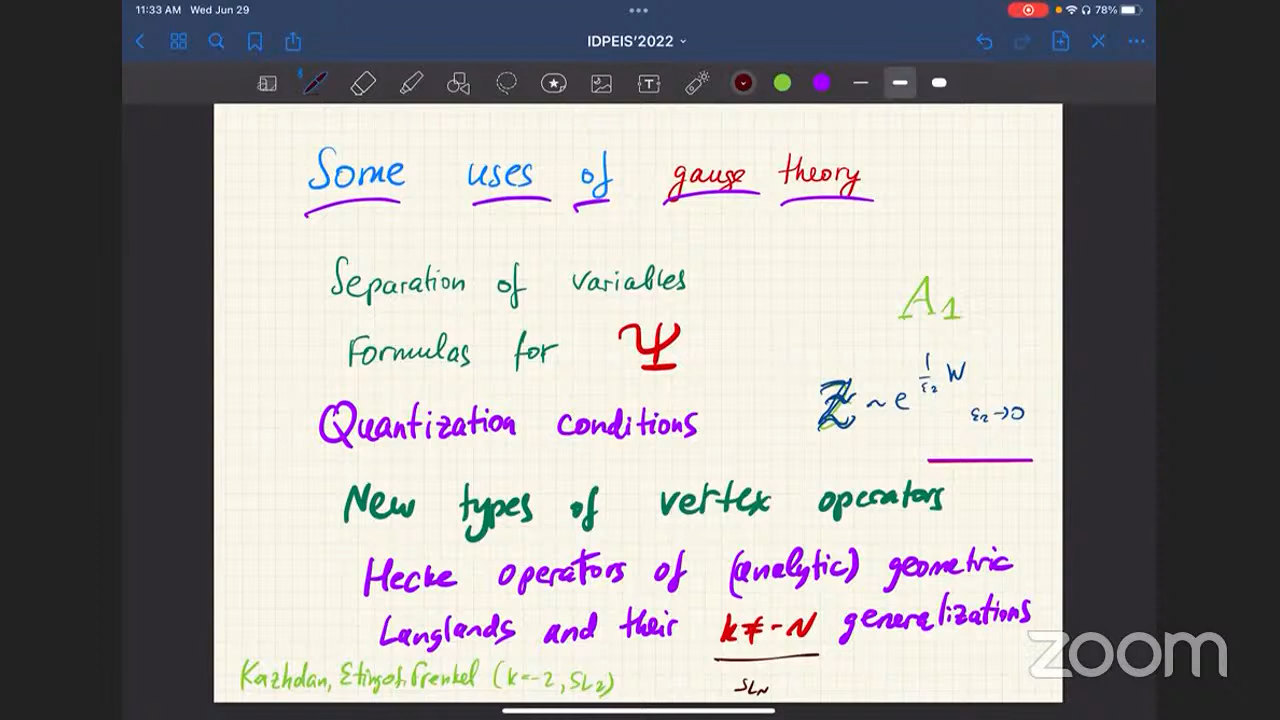 11:33 AM Wed Jun 29
78%
IDPEIS'2022
Some uses of gauge theory
Separation of variables
A1
Formulas for Ψ
Z ~ e^{1/ε₂ W} ε₂→0
Quantization conditions
New types of vertex operators
Hecke operators of (analytic) geometric
Langlands and their k≠-N generalizations
Kazhdan, Etingof, Frenkel (k=-2, SL₂)
SL_N
zoom